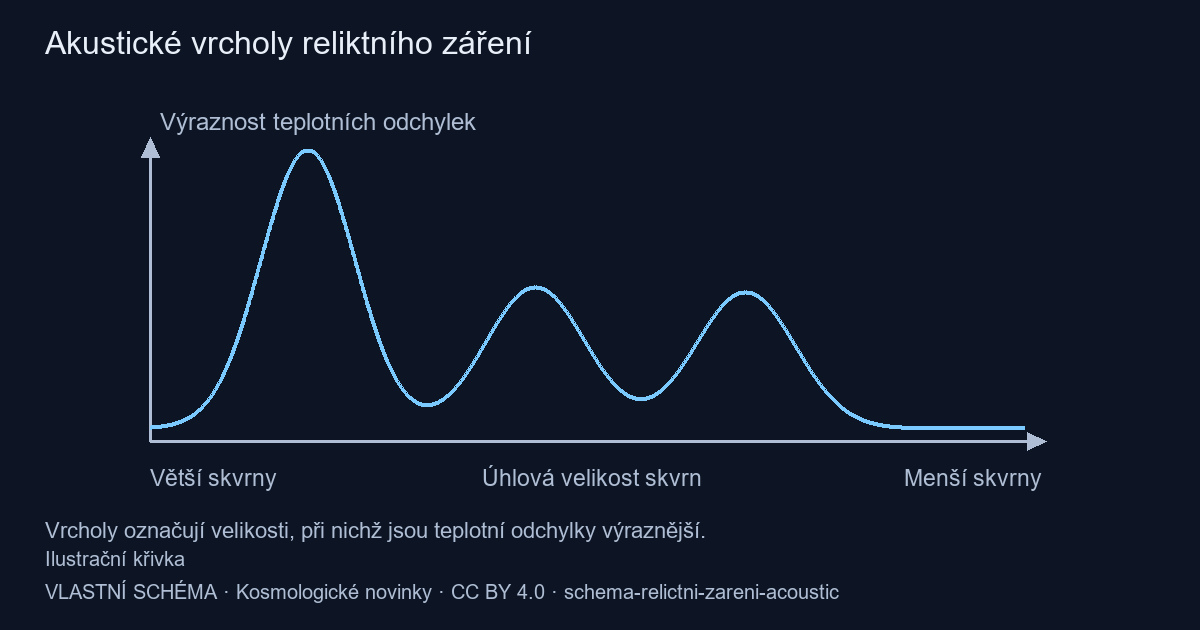 Akustické vrcholy reliktního záření
Výraznost teplotních odchylek
Větší skvrny
Úhlová velikost skvrn
Menší skvrny
Vrcholy označují velikosti, při nichž jsou teplotní odchylky výraznější.
Ilustrační křivka
VLASTNÍ SCHÉMA · Kosmologické novinky · CC BY 4.0 · schema-relictni-zareni-acoustic